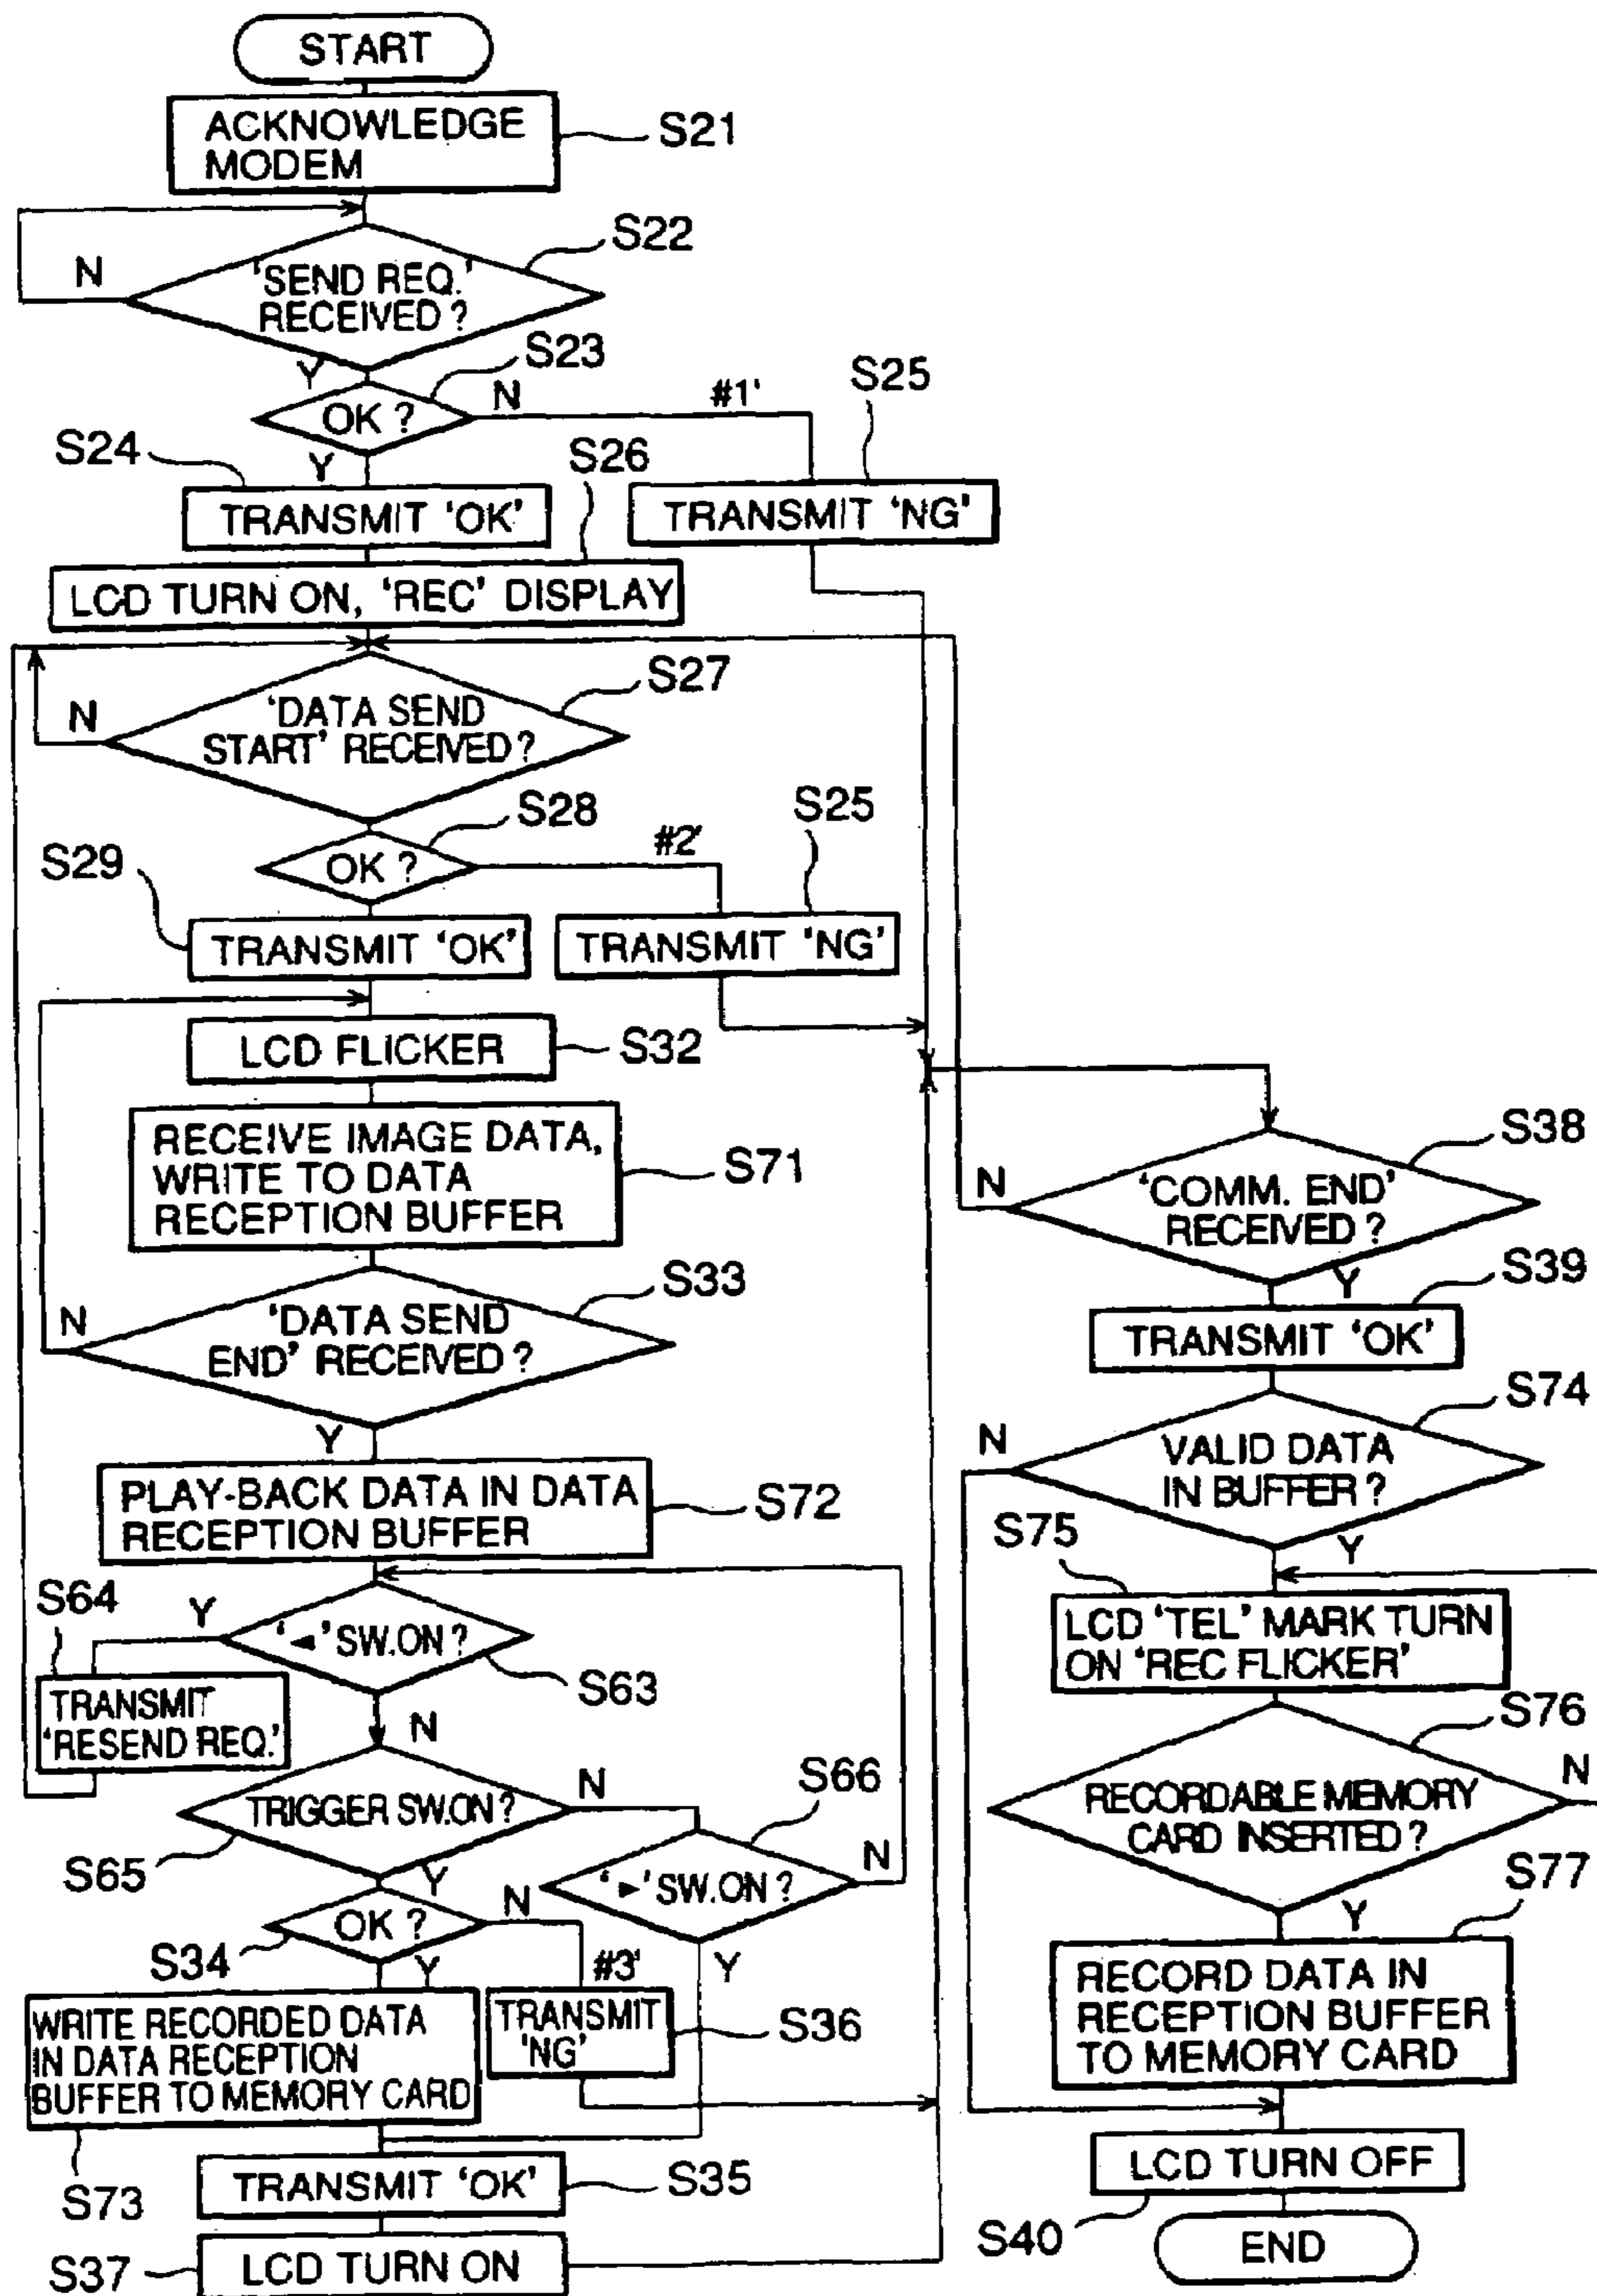 START
ACKNOWLEDGE
MODEM
S21
N
S22
'SEND REQ.'
RECEIVED ?
Y
S23
OK ?
N
#1'
S25
S24
Y
S26
TRANSMIT 'OK'
TRANSMIT 'NG'
LCD TURN ON, 'REC' DISPLAY
S27
N
'DATA SEND
START' RECEIVED ?
S28
#2'
S25
S29
OK ?
TRANSMIT 'OK'
TRANSMIT 'NG'
LCD FLICKER
S32
RECEIVE IMAGE DATA,
WRITE TO DATA
RECEPTION BUFFER
S71
S33
N
'DATA SEND
END' RECEIVED ?
Y
PLAY-BACK DATA IN DATA
RECEPTION BUFFER
S72
S64
Y
'◄' SW.ON ?
S63
TRANSMIT
'RESEND REQ.'
N
TRIGGER SW.ON ?
N
S66
S65
Y
'►' SW.ON ?
N
OK ?
N
S34
Y
#3'
Y
WRITE RECORDED DATA
IN DATA RECEPTION
BUFFER TO MEMORY CARD
TRANSMIT
'NG'
S36
S73
TRANSMIT 'OK'
S35
S37
LCD TURN ON
S38
N
'COMM. END'
RECEIVED ?
Y
S39
TRANSMIT 'OK'
S74
N
VALID DATA
IN BUFFER ?
S75
Y
LCD 'TEL' MARK TURN
ON 'REC FLICKER'
S76
N
RECORDABLE MEMORY
CARD INSERTED ?
S77
Y
RECORD DATA IN
RECEPTION BUFFER
TO MEMORY CARD
LCD TURN OFF
S40
END